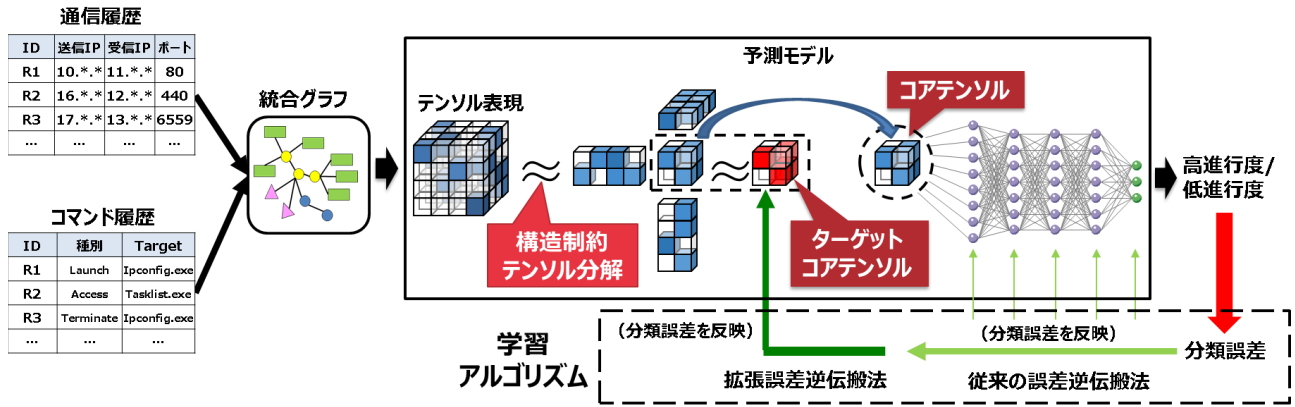 通信履歴
ID 送信IP 受信IP ポート
R1 10.*.* 11.*.* 80
R2 16.*.* 12.*.* 440
R3 17.*.* 13.*.* 6559
... ... ... ...
コマンド履歴
ID 種別 Target
R1 Launch Ipconfig.exe
R2 Access Tasklist.exe
R3 Terminate Ipconfig.exe
... ... ...
統合グラフ
予測モデル
テンソル表現
≈
構造制約
テンソル分解
≈
ターゲット
コアテンソル
コアテンソル
高進行度/
低進行度
学習
アルゴリズム
(分類誤差を反映)
拡張誤差逆伝搬法
(分類誤差を反映)
従来の誤差逆伝搬法
分類誤差